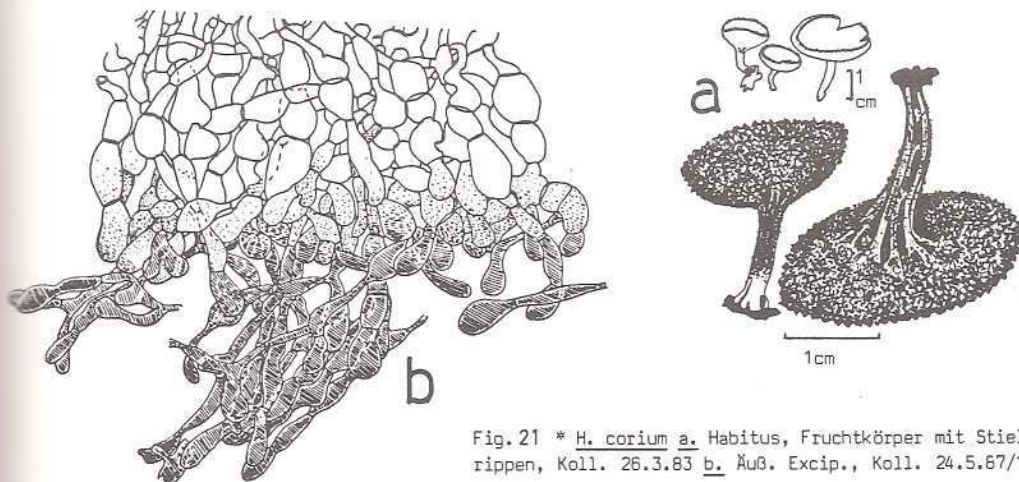 a
1
cm
b
1cm
Fig. 21 * H. corium a. Habitus, Fruchtkörper mit Stiel
rippen, Koll. 26.3.83 b. Äuß. Excip., Koll. 24.5.87/